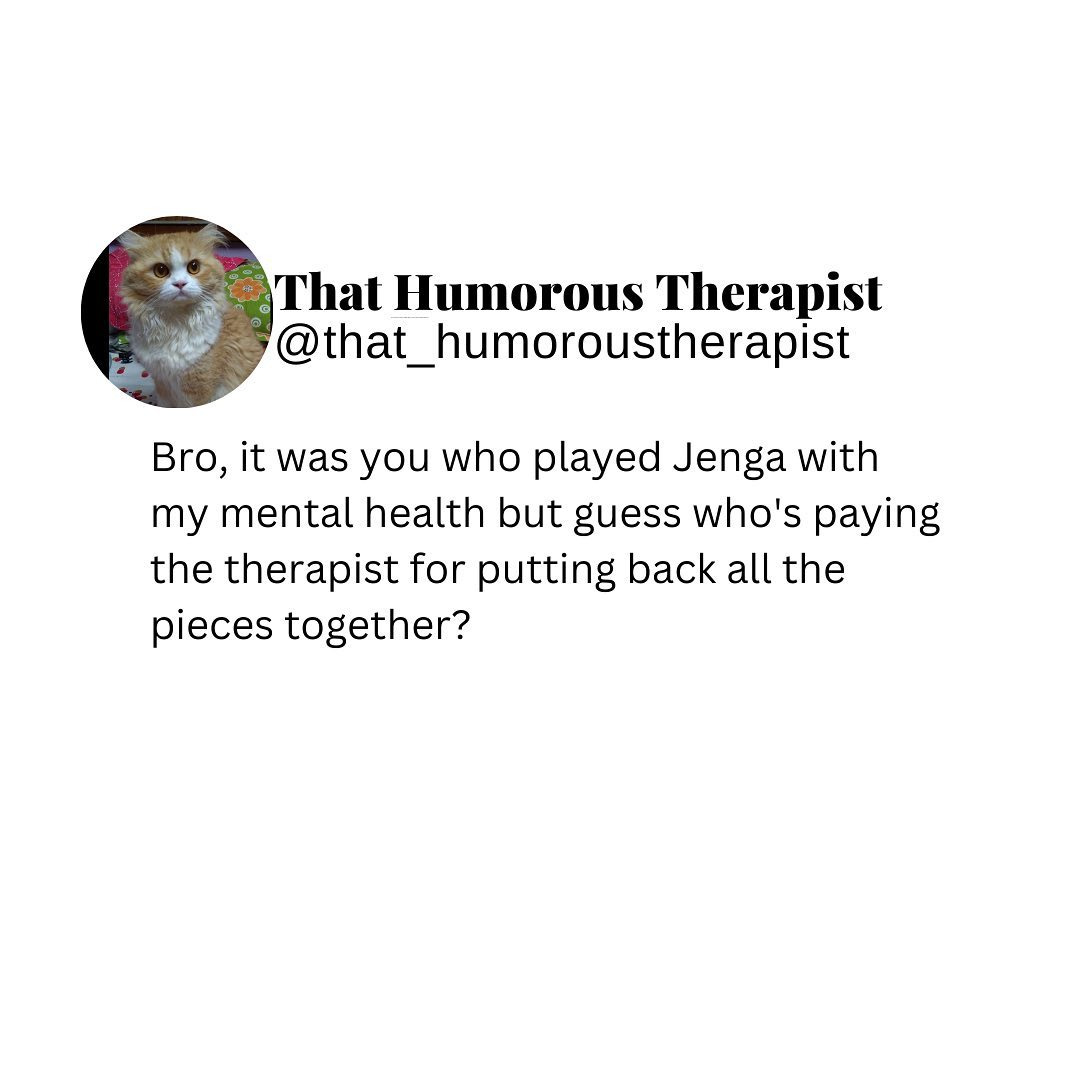 That Humorous Therapist
@that_humoroustherapist
Bro, it was you who played Jenga with
my mental health but guess who's paying
the therapist for putting back all the
pieces together?